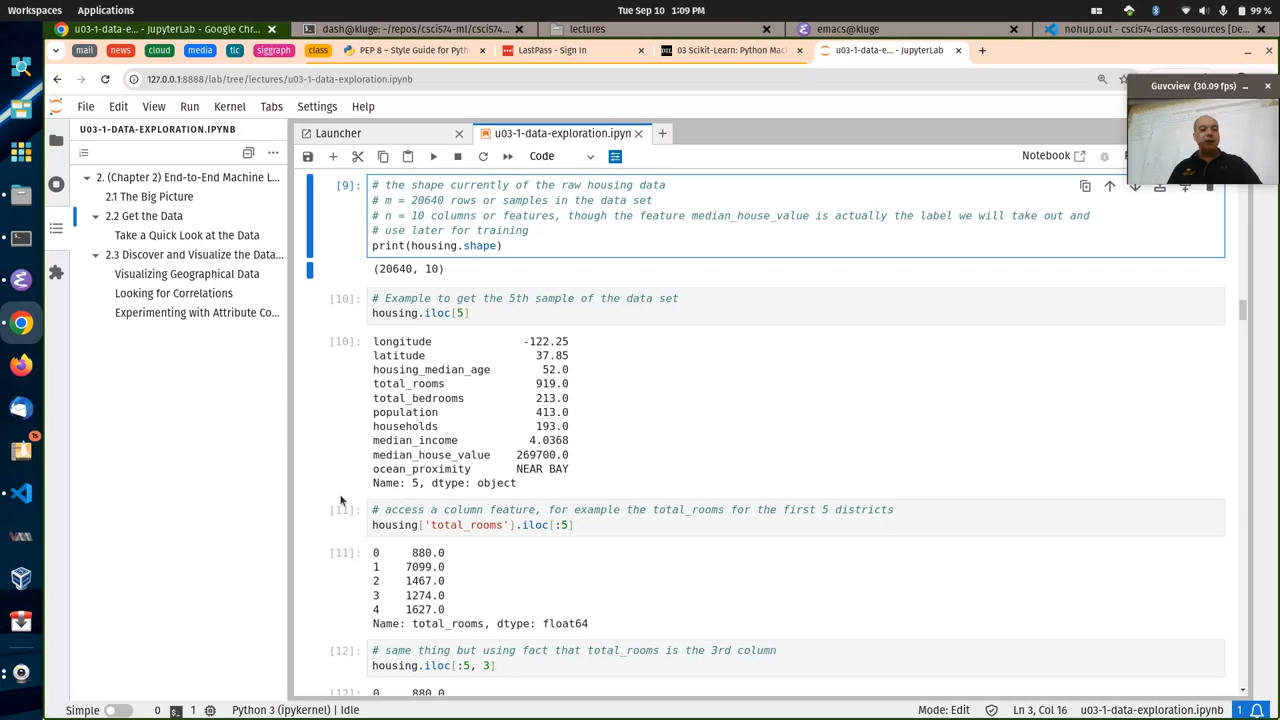 Workspaces
Applications
Tue Sep 10 1:09 PM
99 %
u03-1-data-e... - JupyterLab - Google Chr...
dash@kluge: ~/repos/csci574-ml/csci574...
lectures
emacs@kluge
nohup.out - csci574-class-resources [De...
mail
news
cloud
media
tlc
siggraph
class
PEP 8 – Style Guide for Pyth
LastPass - Sign In
03 Scikit-Learn: Python Mac
u03-1-data-e... - JupyterLab
127.0.0.1:8888/lab/tree/lectures/u03-1-data-exploration.ipynb
Guvcview (30.09 fps)
File
Edit
View
Run
Kernel
Tabs
Settings
Help
U03-1-DATA-EXPLORATION.IPYNB
Launcher
u03-1-data-exploration.ipyn
Code
Notebook
2. (Chapter 2) End-to-End Machine L...
2.1 The Big Picture
2.2 Get the Data
Take a Quick Look at the Data
2.3 Discover and Visualize the Data...
Visualizing Geographical Data
Looking for Correlations
Experimenting with Attribute Co...
[9]:
# the shape currently of the raw housing data
# m = 20640 rows or samples in the data set
# n = 10 columns or features, though the feature median_house_value is actually the label we will take out and
# use later for training
print(housing.shape)
(20640, 10)
[10]:
# Example to get the 5th sample of the data set
housing.iloc[5]
[10]:
longitude -122.25
latitude 37.85
housing_median_age 52.0
total_rooms 919.0
total_bedrooms 213.0
population 413.0
households 193.0
median_income 4.0368
median_house_value 269700.0
ocean_proximity NEAR BAY
Name: 5, dtype: object
[11]:
# access a column feature, for example the total_rooms for the first 5 districts
housing['total_rooms'].iloc[:5]
[11]:
0 880.0
1 7099.0
2 1467.0
3 1274.0
4 1627.0
Name: total_rooms, dtype: float64
[12]:
# same thing but using fact that total_rooms is the 3rd column
housing.iloc[:5, 3]
[12]:
0 880.0
Simple
0
1
Python 3 (ipykernel) | Idle
Mode: Edit
Ln 3, Col 16
u03-1-data-exploration.ipynb
1